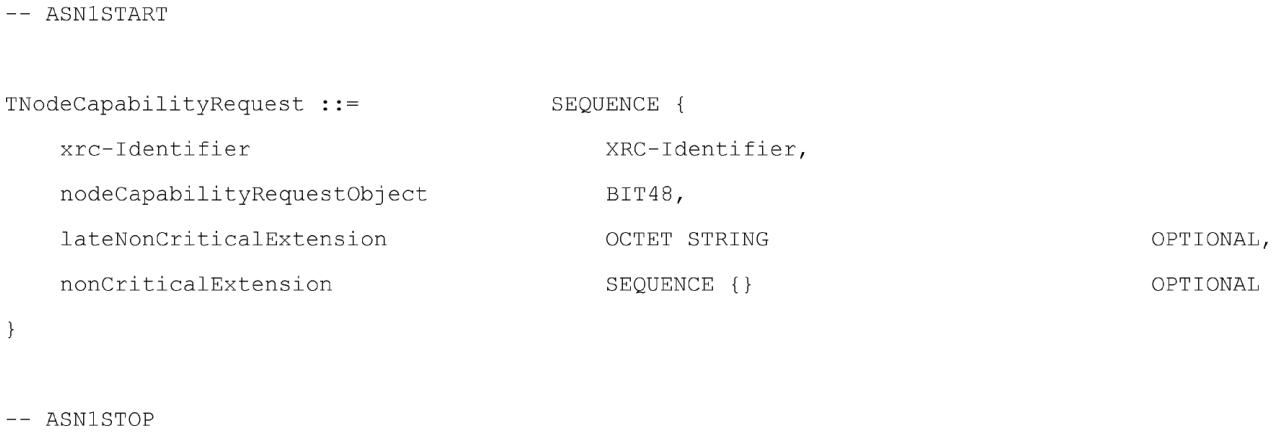 -- ASN1START
TNodeCapabilityRequest ::= SEQUENCE {
xrc-Identifier XRC-Identifier,
nodeCapabilityRequestObject BIT48,
lateNonCriticalExtension OCTET STRING OPTIONAL,
nonCriticalExtension SEQUENCE {} OPTIONAL
}
-- ASN1STOP